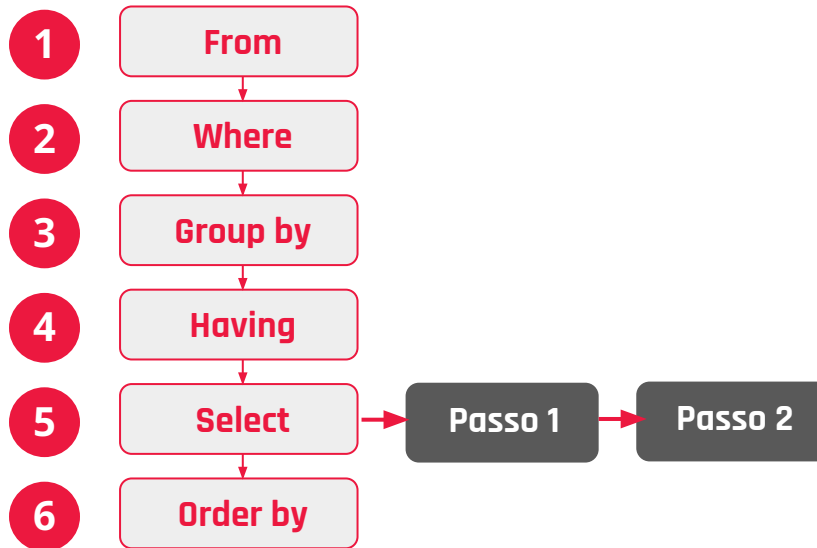 1 From
2 Where
3 Group by
4 Having
5 Select Passo 1 Passo 2
6 Order by